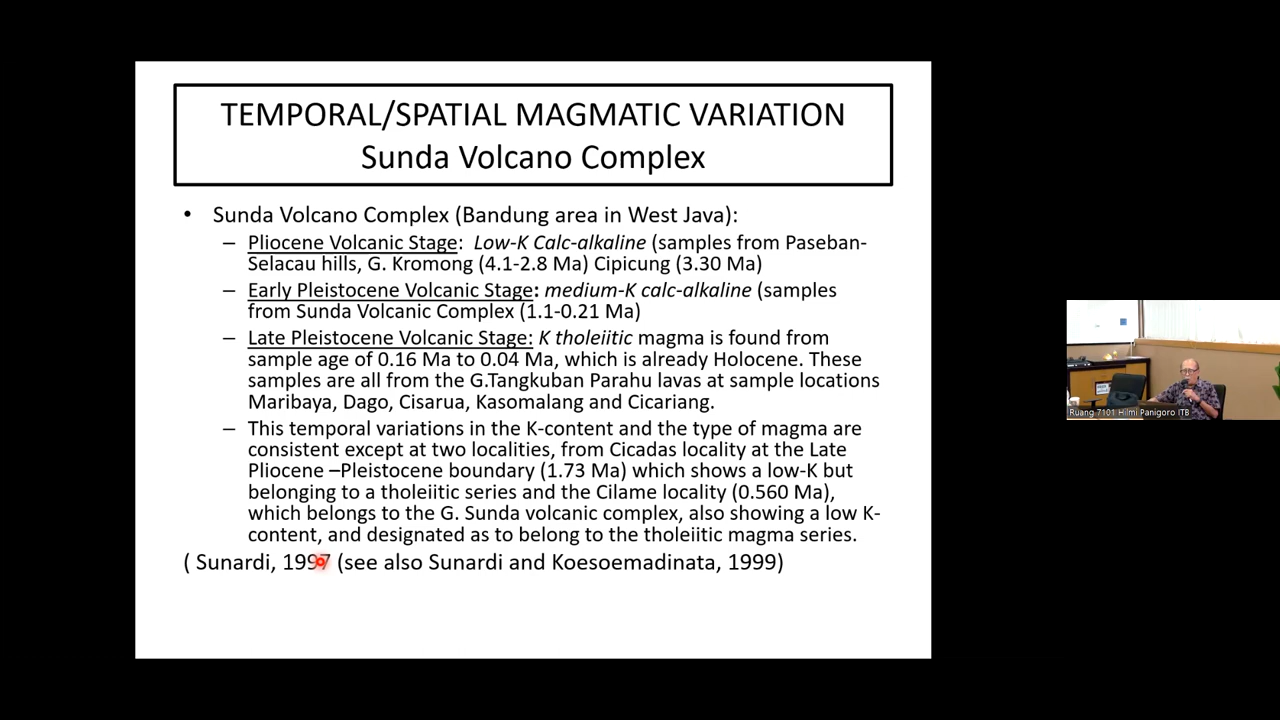 TEMPORAL/SPATIAL MAGMATIC VARIATION
Sunda Volcano Complex
• Sunda Volcano Complex (Bandung area in West Java):
– Pliocene Volcanic Stage: Low-K Calc-alkaline (samples from Paseban-
Selacau hills, G. Kromong (4.1-2.8 Ma) Cipicung (3.30 Ma)
– Early Pleistocene Volcanic Stage: medium-K calc-alkaline (samples
from Sunda Volcanic Complex (1.1-0.21 Ma)
– Late Pleistocene Volcanic Stage: K tholeiitic magma is found from
sample age of 0.16 Ma to 0.04 Ma, which is already Holocene. These
samples are all from the G.Tangkuban Parahu lavas at sample locations
Maribaya, Dago, Cisarua, Kasomalang and Cicariang.
– This temporal variations in the K-content and the type of magma are
consistent except at two localities, from Cicadas locality at the Late
Pliocene –Pleistocene boundary (1.73 Ma) which shows a low-K but
belonging to a tholeiitic series and the Cilame locality (0.560 Ma),
which belongs to the G. Sunda volcanic complex, also showing a low K-
content, and designated as to belong to the tholeiitic magma series.
( Sunardi, 1997 (see also Sunardi and Koesoemadinata, 1999)
Ruang 7101 Hilmi Panigoro ITB